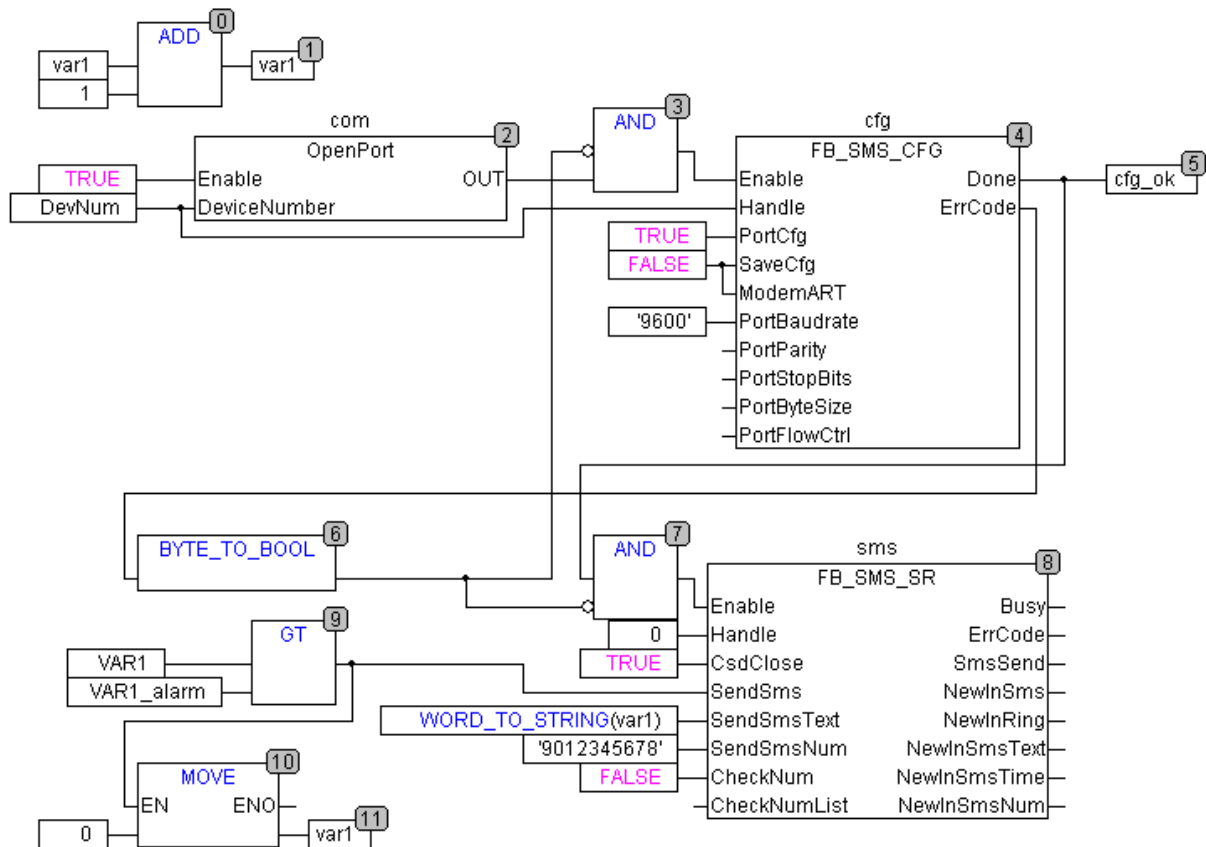 0
ADD
1
var1
var1
1
com
2
OpenPort
TRUE
Enable
OUT
DevNum
DeviceNumber
3
AND
cfg
4
FB_SMS_CFG
Enable
Done
5
cfg_ok
Handle
ErrCode
TRUE
PortCfg
FALSE
SaveCfg
ModemART
'9600'
PortBaudrate
PortParity
PortStopBits
PortByteSize
PortFlowCtrl
6
BYTE_TO_BOOL
7
AND
sms
8
FB_SMS_SR
Enable
Busy
0
Handle
ErrCode
TRUE
CsdClose
SmsSend
SendSms
NewInSms
WORD_TO_STRING(var1)
SendSmsText
NewInRing
'9012345678'
SendSmsNum
NewInSmsText
FALSE
CheckNum
NewInSmsTime
CheckNumList
NewInSmsNum
9
GT
VAR1
VAR1_alarm
10
MOVE
EN
ENO
11
0
var1